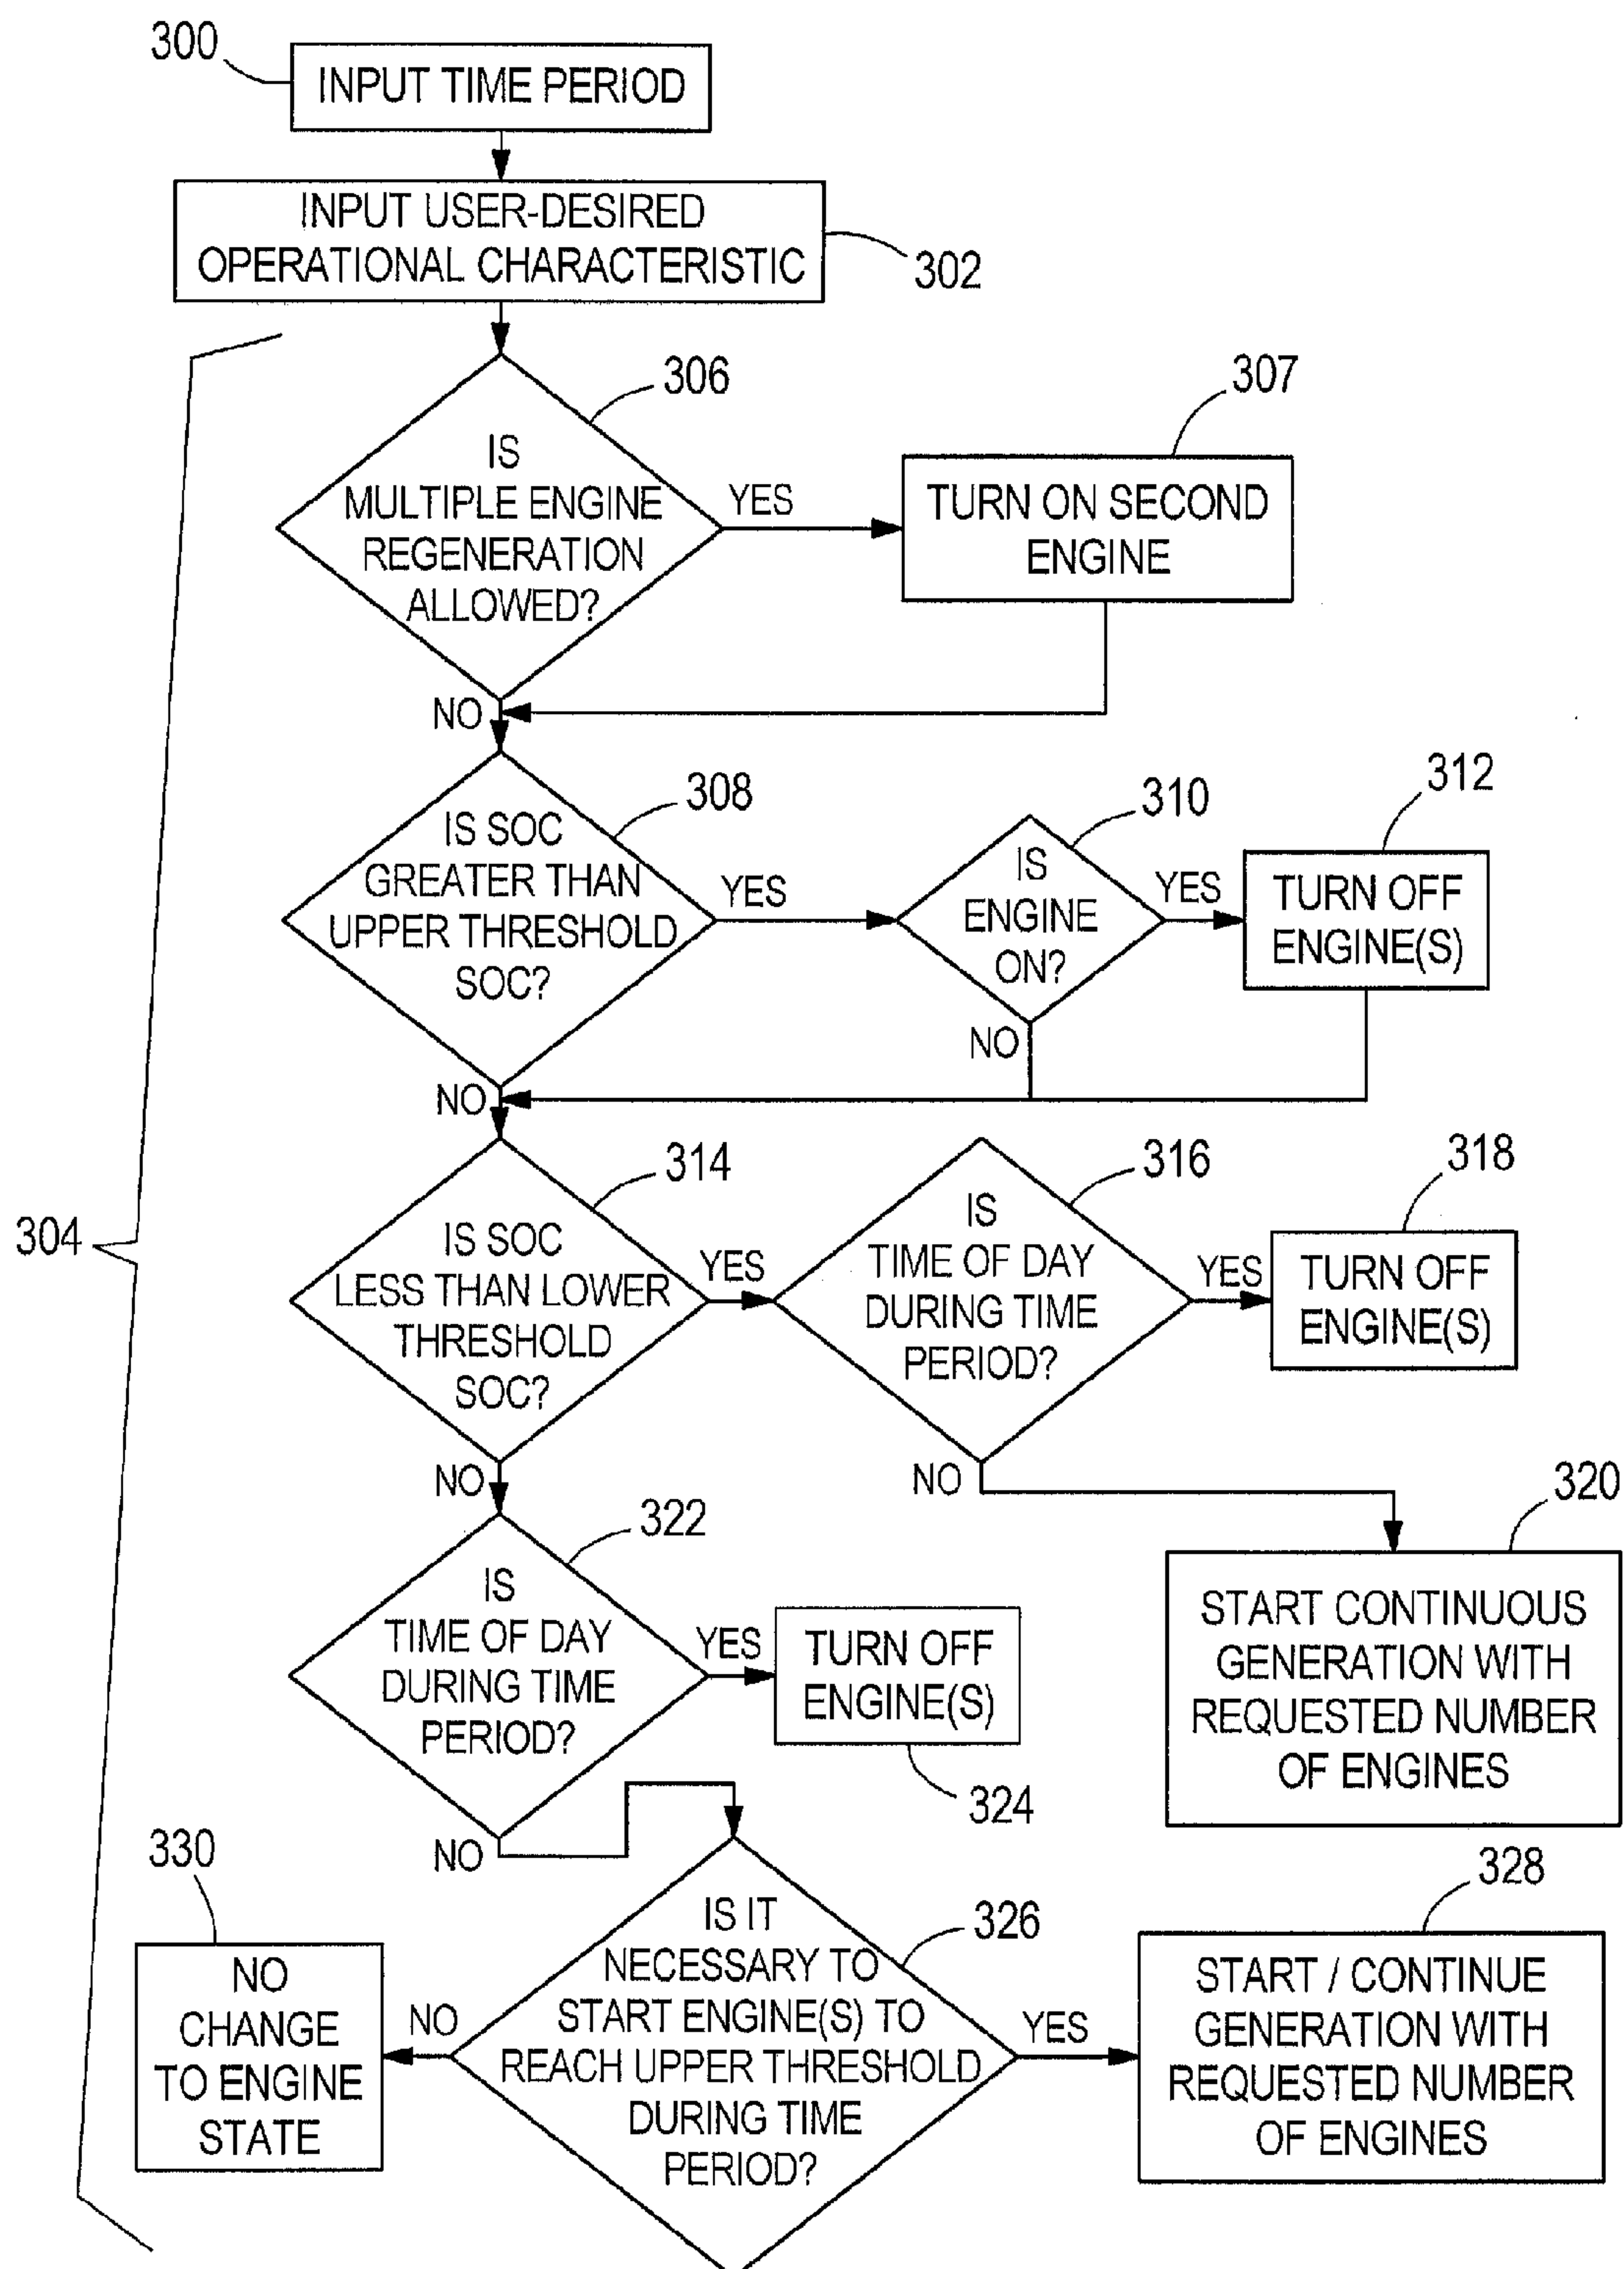 300
INPUT TIME PERIOD
INPUT USER-DESIRED
OPERATIONAL CHARACTERISTIC
302
304
306
IS
MULTIPLE ENGINE
REGENERATION
ALLOWED?
YES
NO
307
TURN ON SECOND
ENGINE
308
IS SOC
GREATER THAN
UPPER THRESHOLD
SOC?
YES
NO
310
IS
ENGINE
ON?
YES
NO
312
TURN OFF
ENGINE(S)
314
IS SOC
LESS THAN LOWER
THRESHOLD
SOC?
YES
NO
316
IS
TIME OF DAY
DURING TIME
PERIOD?
YES
NO
318
TURN OFF
ENGINE(S)
320
START CONTINUOUS
GENERATION WITH
REQUESTED NUMBER
OF ENGINES
322
IS
TIME OF DAY
DURING TIME
PERIOD?
YES
NO
TURN OFF
ENGINE(S)
324
326
IS IT
NECESSARY TO
START ENGINE(S) TO
REACH UPPER THRESHOLD
DURING TIME
PERIOD?
NO
YES
330
NO
CHANGE
TO ENGINE
STATE
328
START / CONTINUE
GENERATION WITH
REQUESTED NUMBER
OF ENGINES